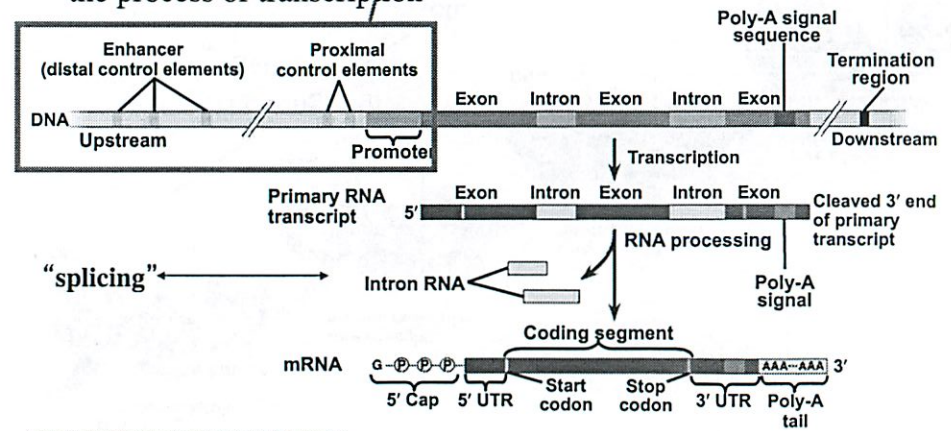 the process of transcription
Poly-A signal
sequence
Enhancer
(distal control elements)
Proximal
control elements
Termination
region
Exon Intron Exon Intron Exon
DNA
Upstream
Downstream
Promoter
Transcription
Primary RNA
transcript
Exon Intron Exon Intron Exon
5′
Cleaved 3′ end
of primary
transcript
RNA processing
"splicing"
Intron RNA
Poly-A
signal
Coding segment
mRNA
G P P P AAA···AAA 3′
5′ Cap 5′ UTR Start
codon Stop
codon 3′ UTR Poly-A
tail